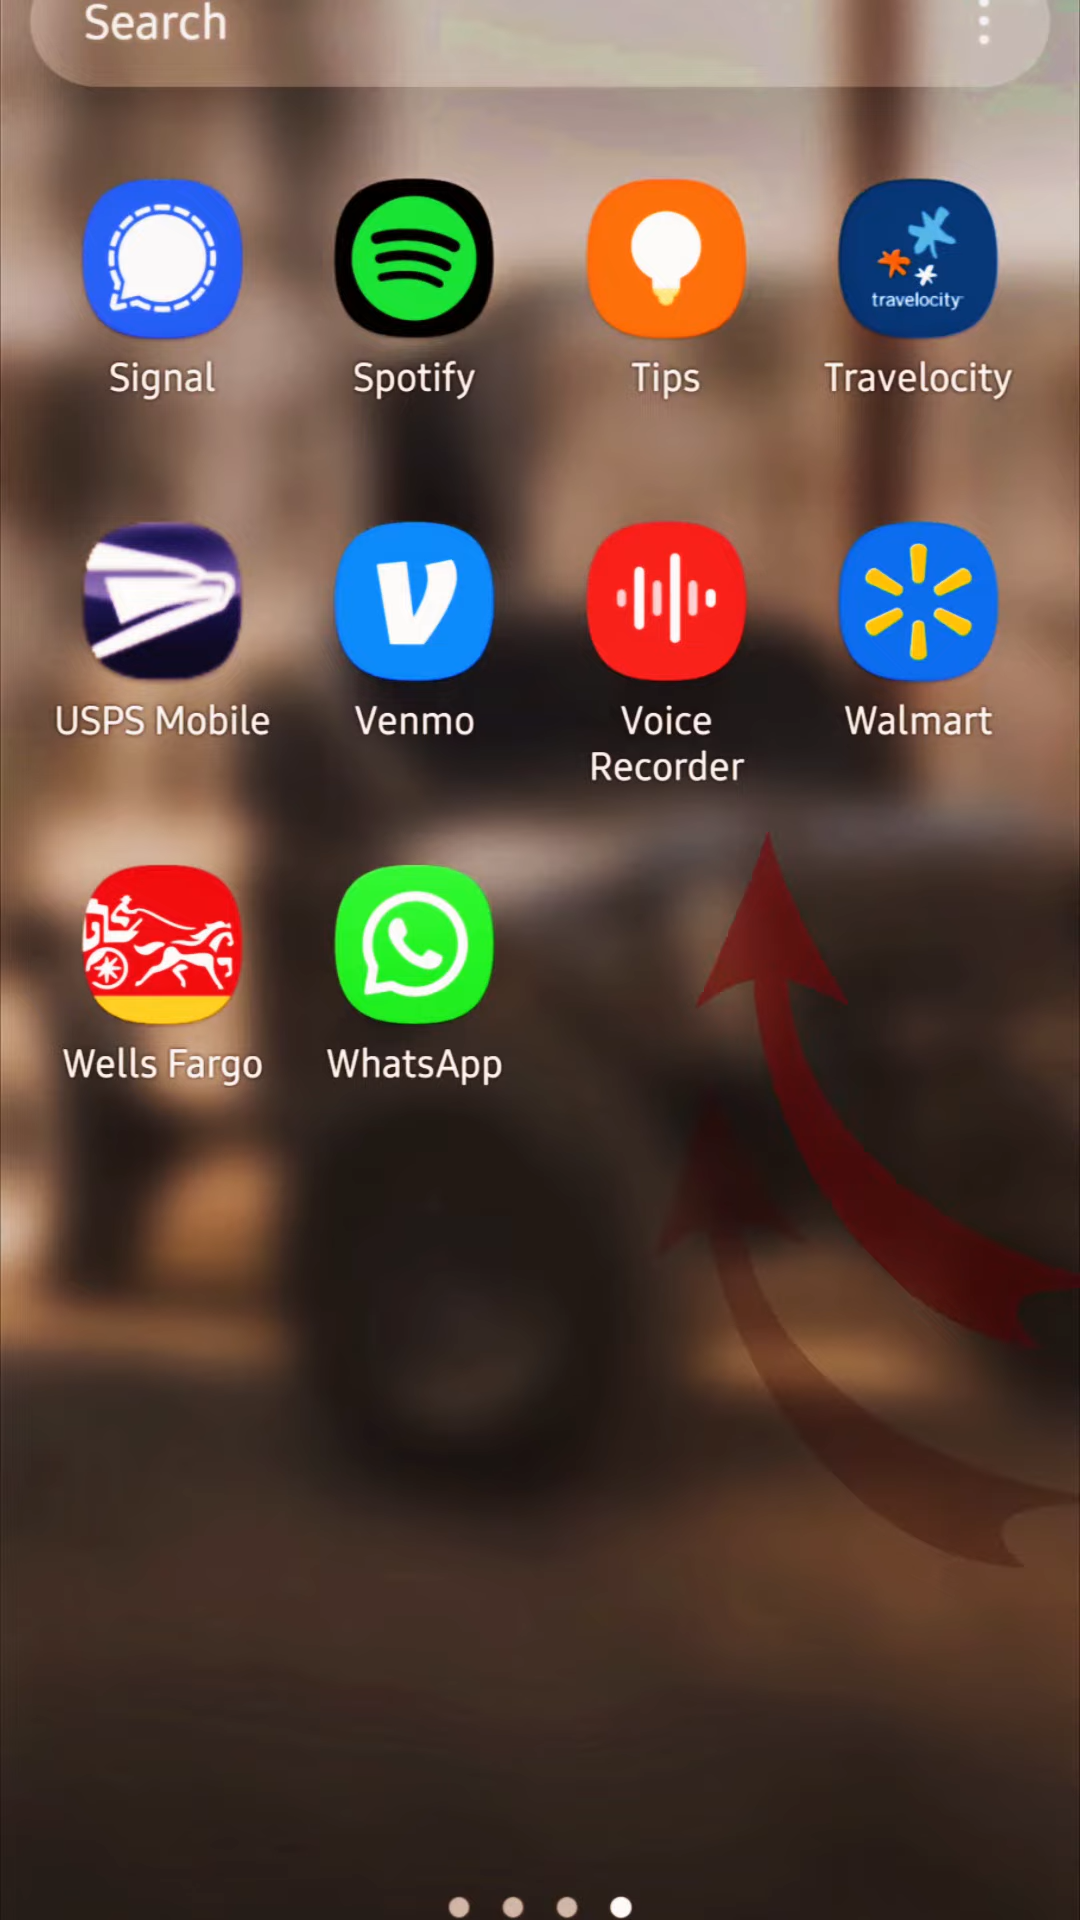 Search
travelocity
Signal
Spotify
Tips
Travelocity
USPS Mobile
Venmo
Voice
Recorder
Walmart
Wells Fargo
WhatsApp